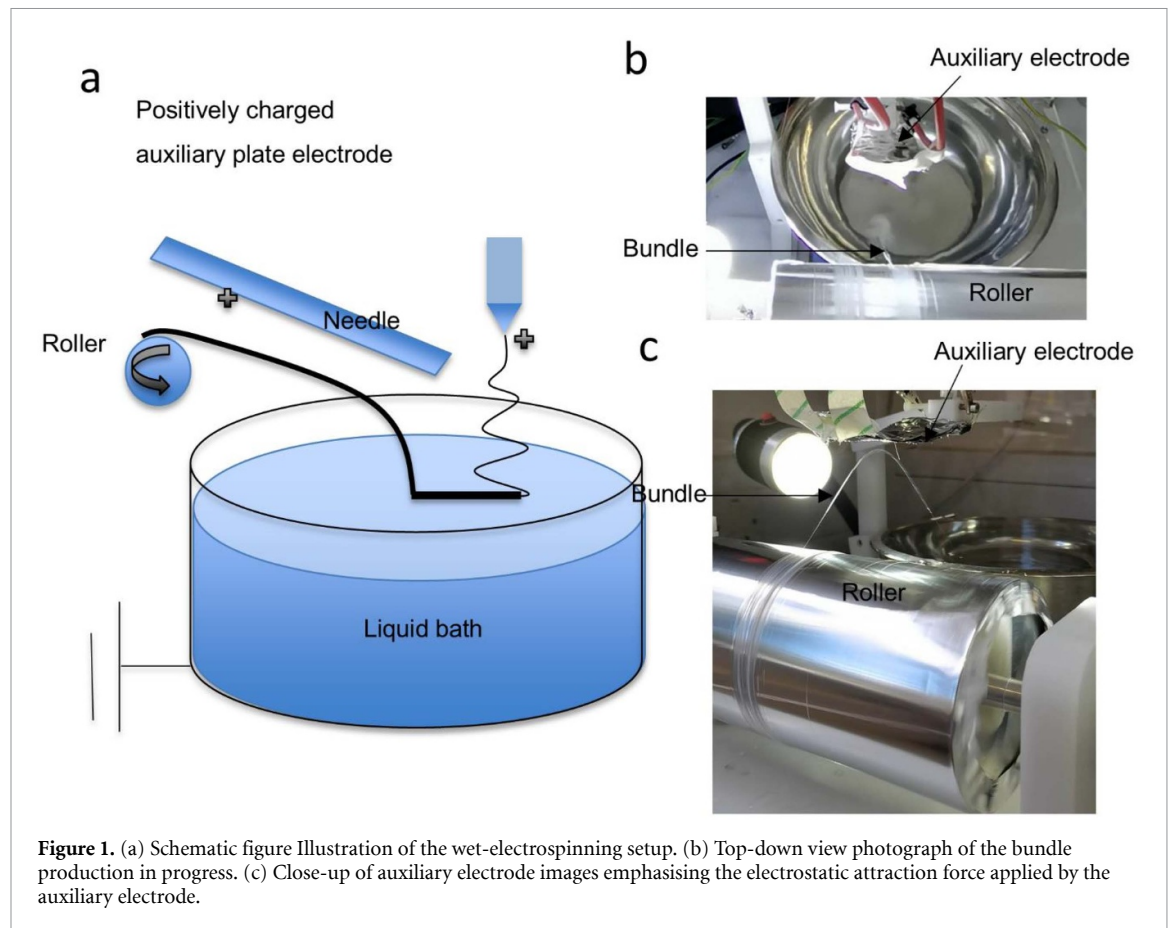 a
Positively charged
auxiliary plate electrode
Needle
Roller
Liquid bath
b
Auxiliary electrode
Bundle
Roller
c
Auxiliary electrode
Bundle
Roller
Figure 1. (a) Schematic figure Illustration of the wet-electrospinning setup. (b) Top-down view photograph of the bundle
production in progress. (c) Close-up of auxiliary electrode images emphasising the electrostatic attraction force applied by the
auxiliary electrode.